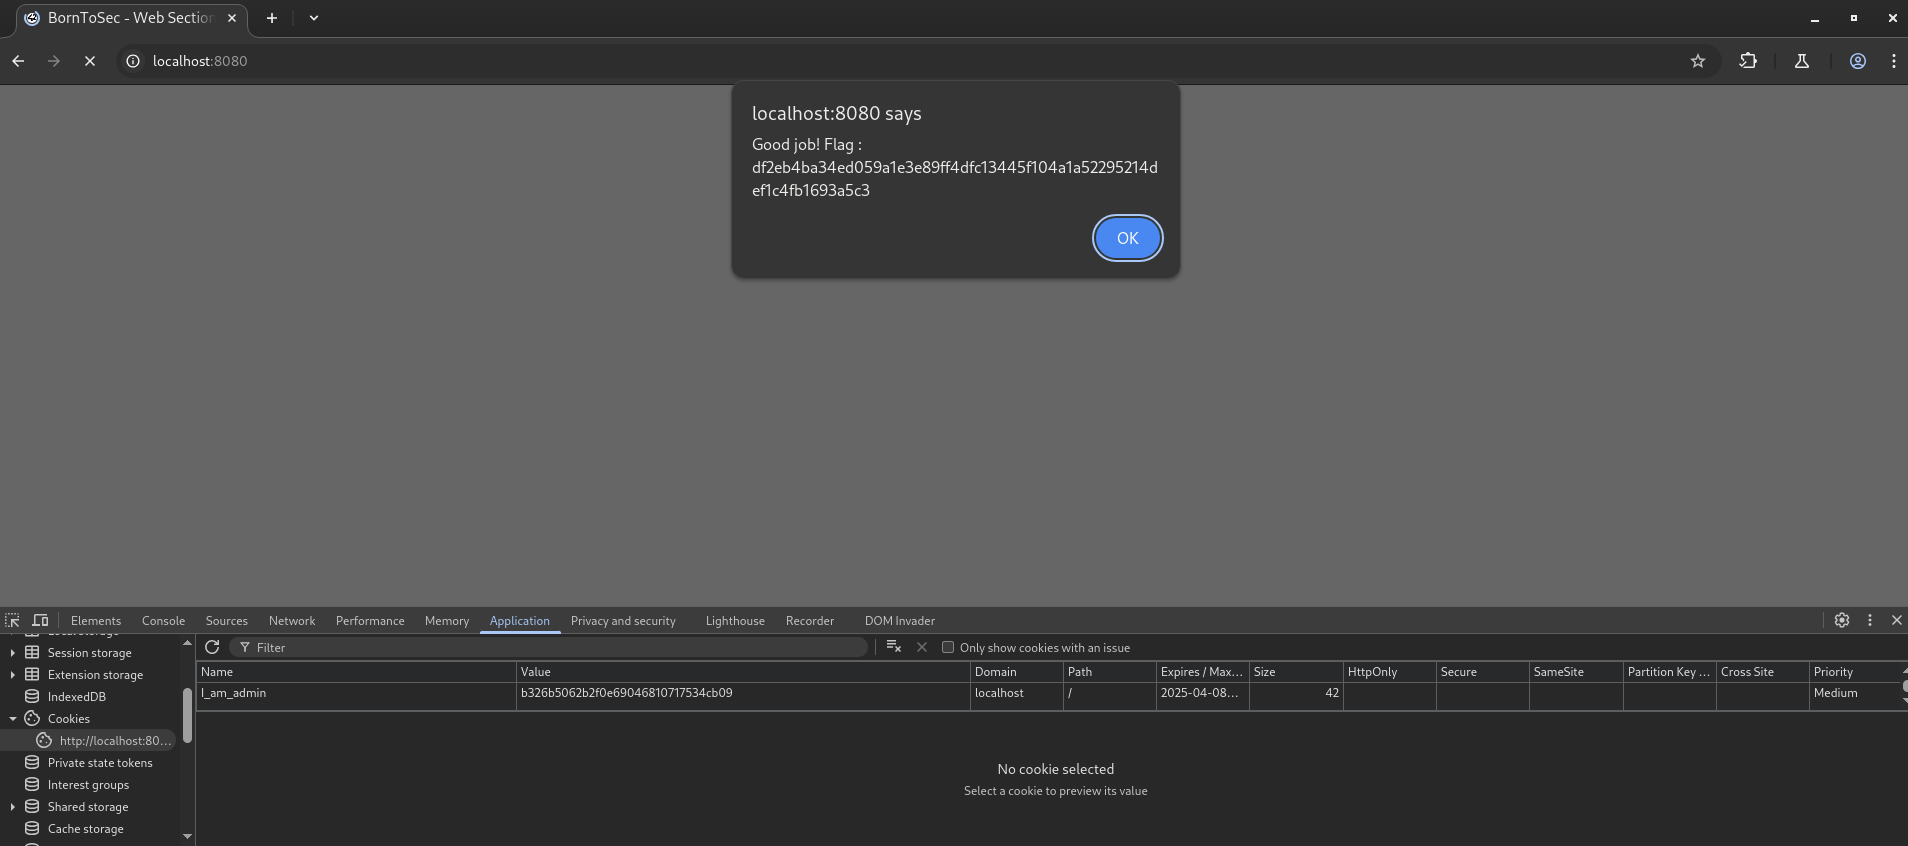 BornToSec - Web Section
localhost:8080
localhost:8080 says
Good job! Flag :
df2eb4ba34ed059a1e3e89ff4dfc13445f104a1a52295214d
ef1c4fb1693a5c3
OK
Elements Console Sources Network Performance Memory Application Privacy and security Lighthouse Recorder DOM Invader
Session storage
Extension storage
IndexedDB
Cookies
http://localhost:80...
Private state tokens
Interest groups
Shared storage
Cache storage
Filter
Only show cookies with an issue
Name Value Domain Path Expires / Max... Size HttpOnly Secure SameSite Partition Key ... Cross Site Priority
I_am_admin b326b5062b2f0e69046810717534cb09 localhost / 2025-04-08... 42 Medium
No cookie selected
Select a cookie to preview its value